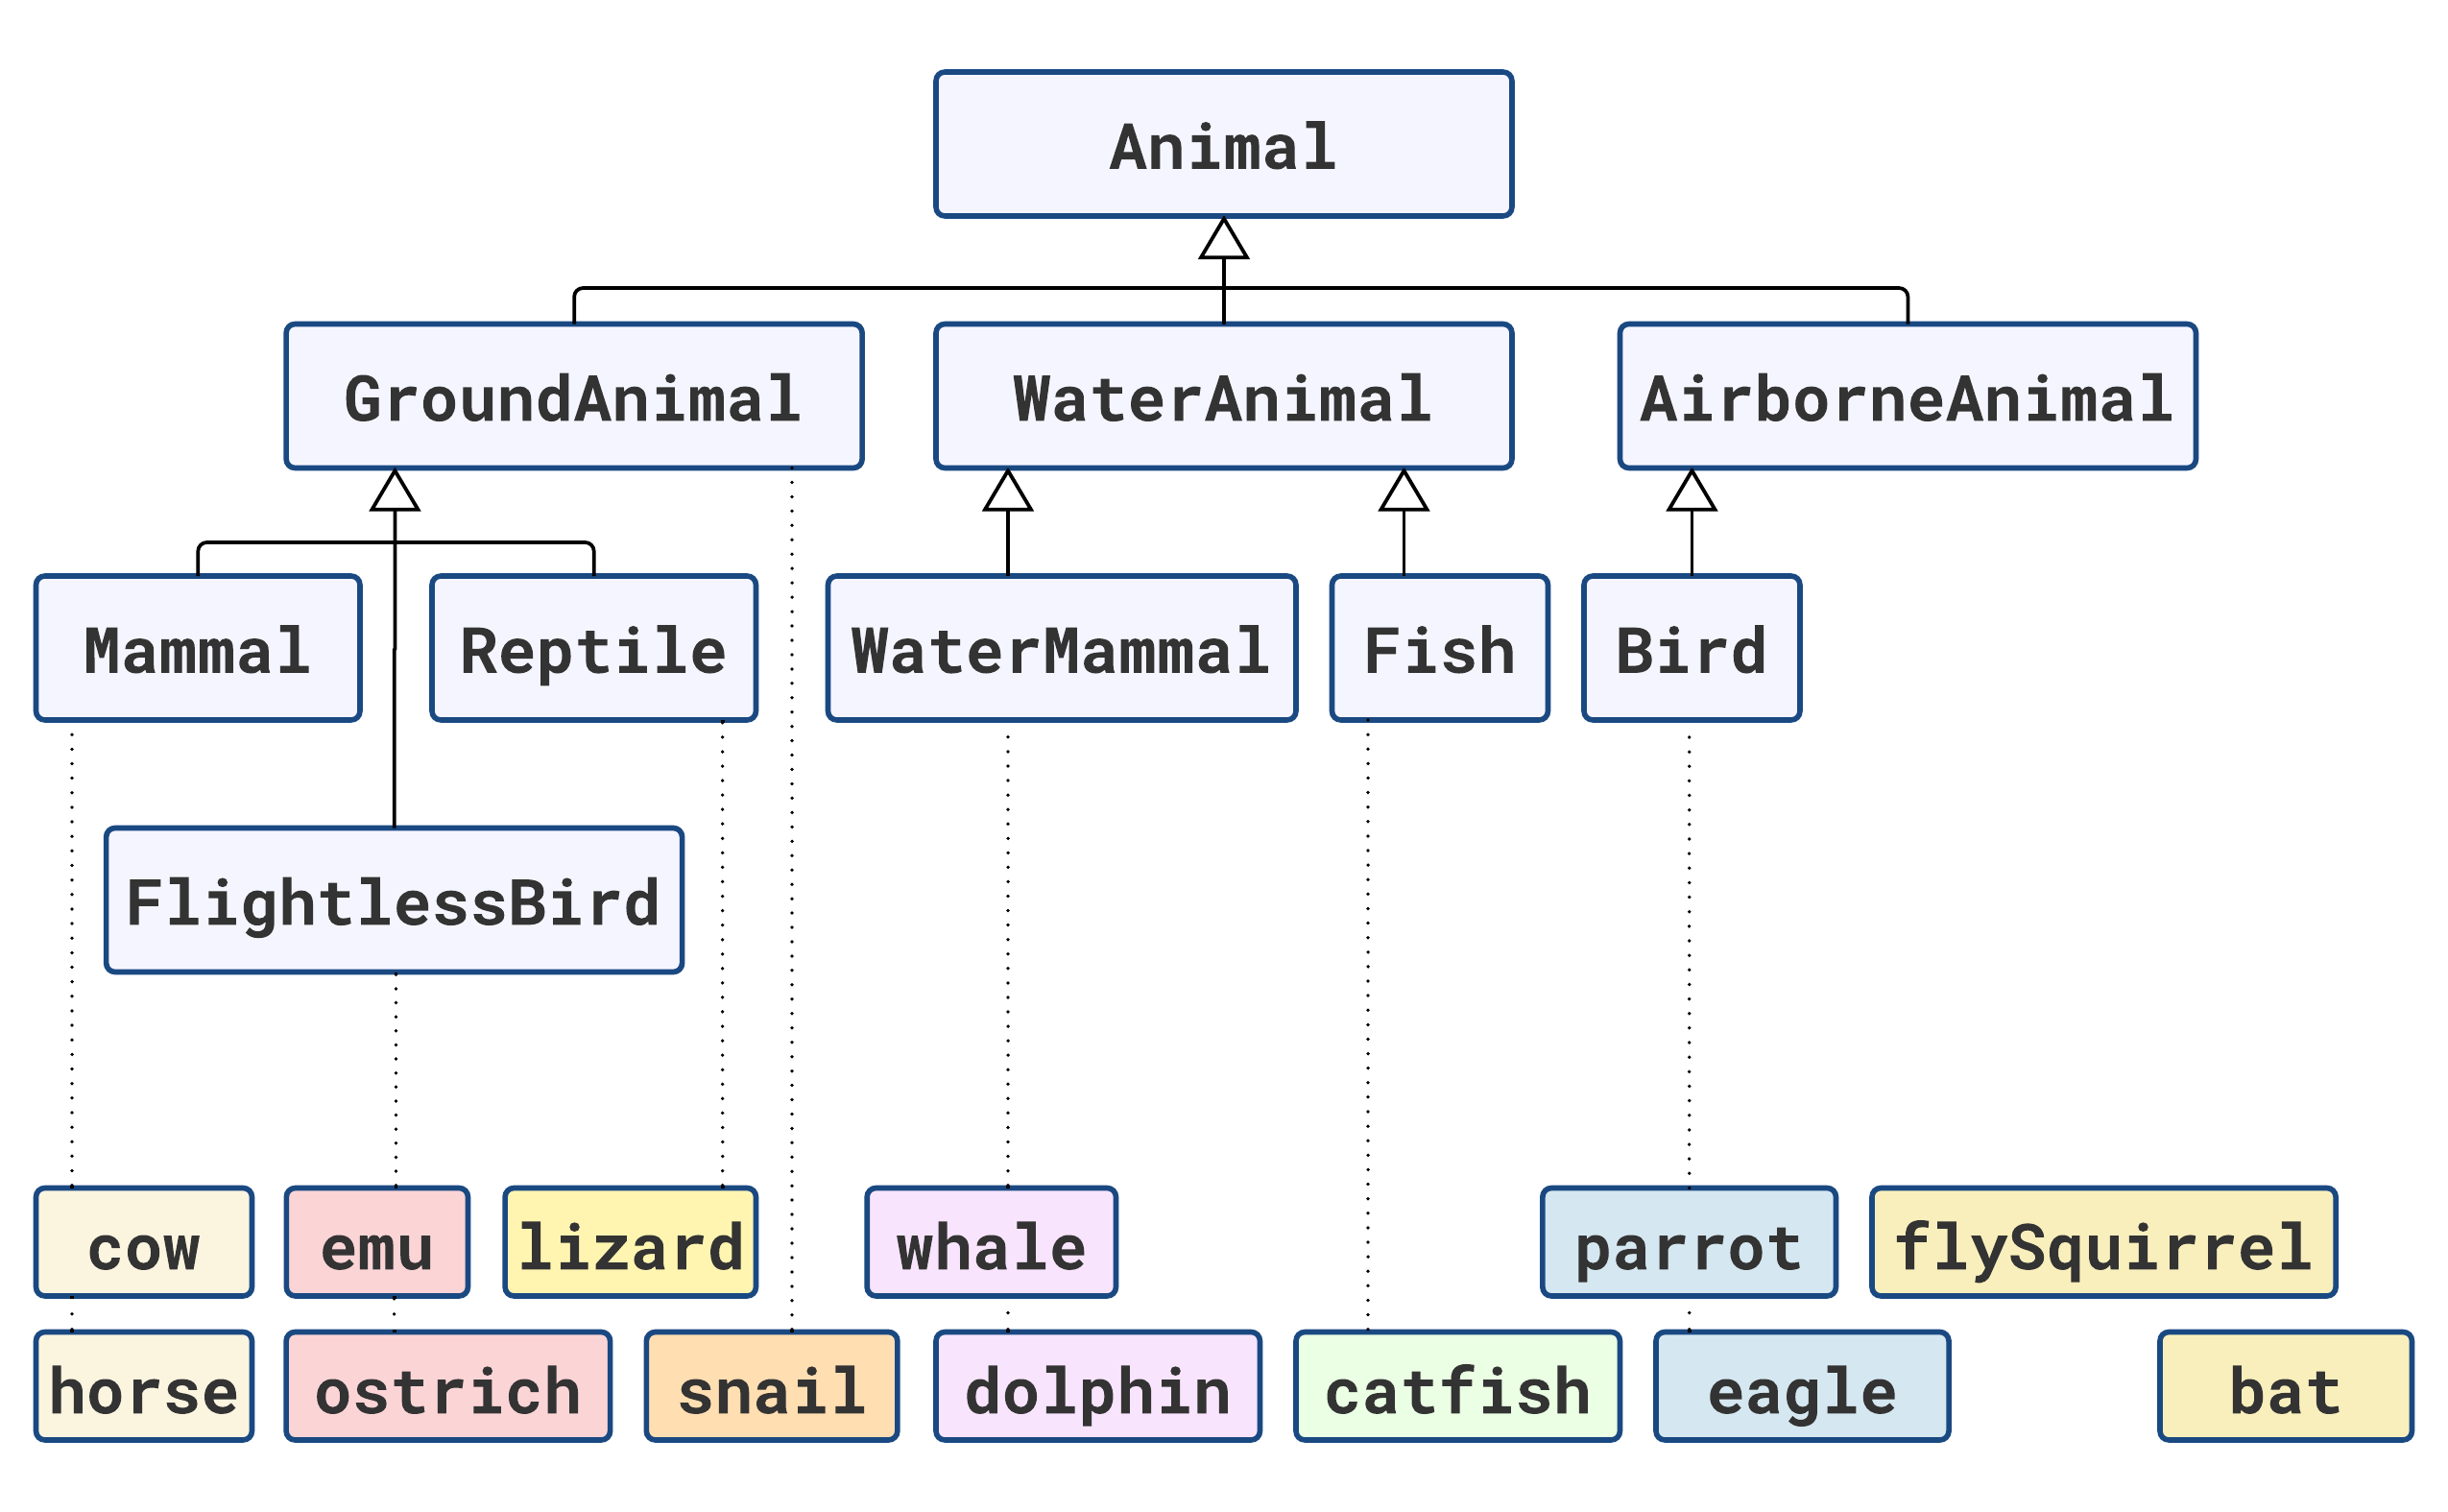 Animal
GroundAnimal
WaterAnimal
AirborneAnimal
Mammal
Reptile
WaterMammal
Fish
Bird
FlightlessBird
cow
emu
lizard
whale
parrot
flySquirrel
horse
ostrich
snail
dolphin
catfish
eagle
bat